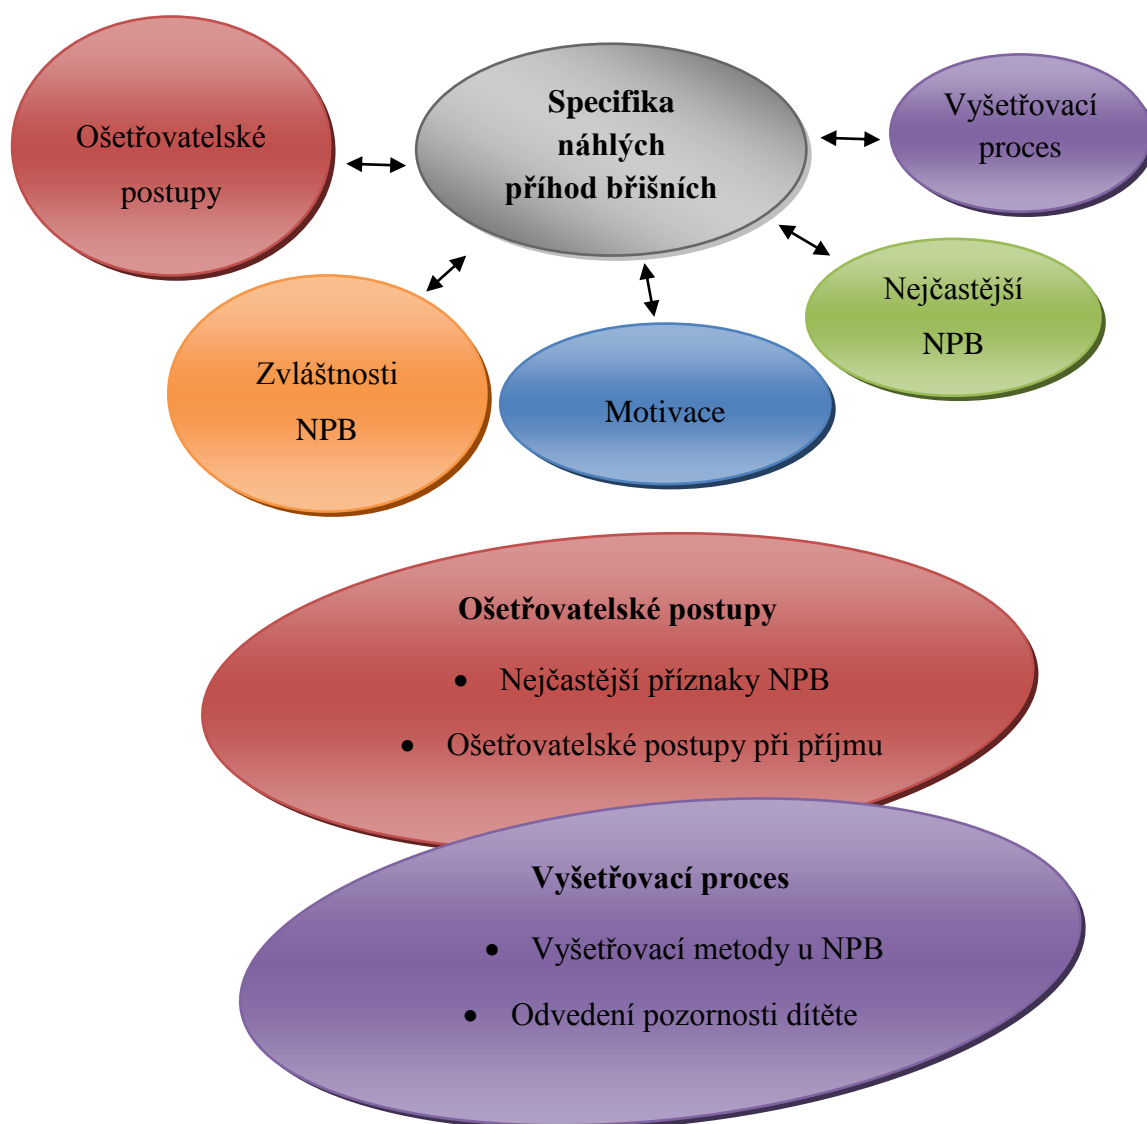 Ošetřovatelské
postupy
Specifika
náhlých
příhod břišních
Vyšetřovací
proces
Zvláštnosti
NPB
Motivace
Nejčastější
NPB
Ošetřovatelské postupy
• Nejčastější příznaky NPB
• Ošetřovatelské postupy při příjmu
Vyšetřovací proces
• Vyšetřovací metody u NPB
• Odvedení pozornosti dítěte